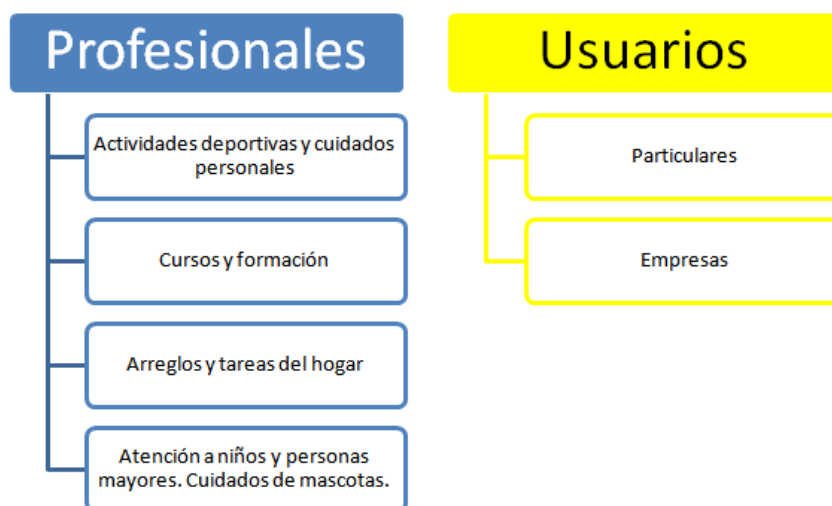 Profesionales
Actividades deportivas y cuidados
personales
Cursos y formación
Arreglos y tareas del hogar
Atención a niños y personas
mayores. Cuidados de mascotas.
Usuarios
Particulares
Empresas